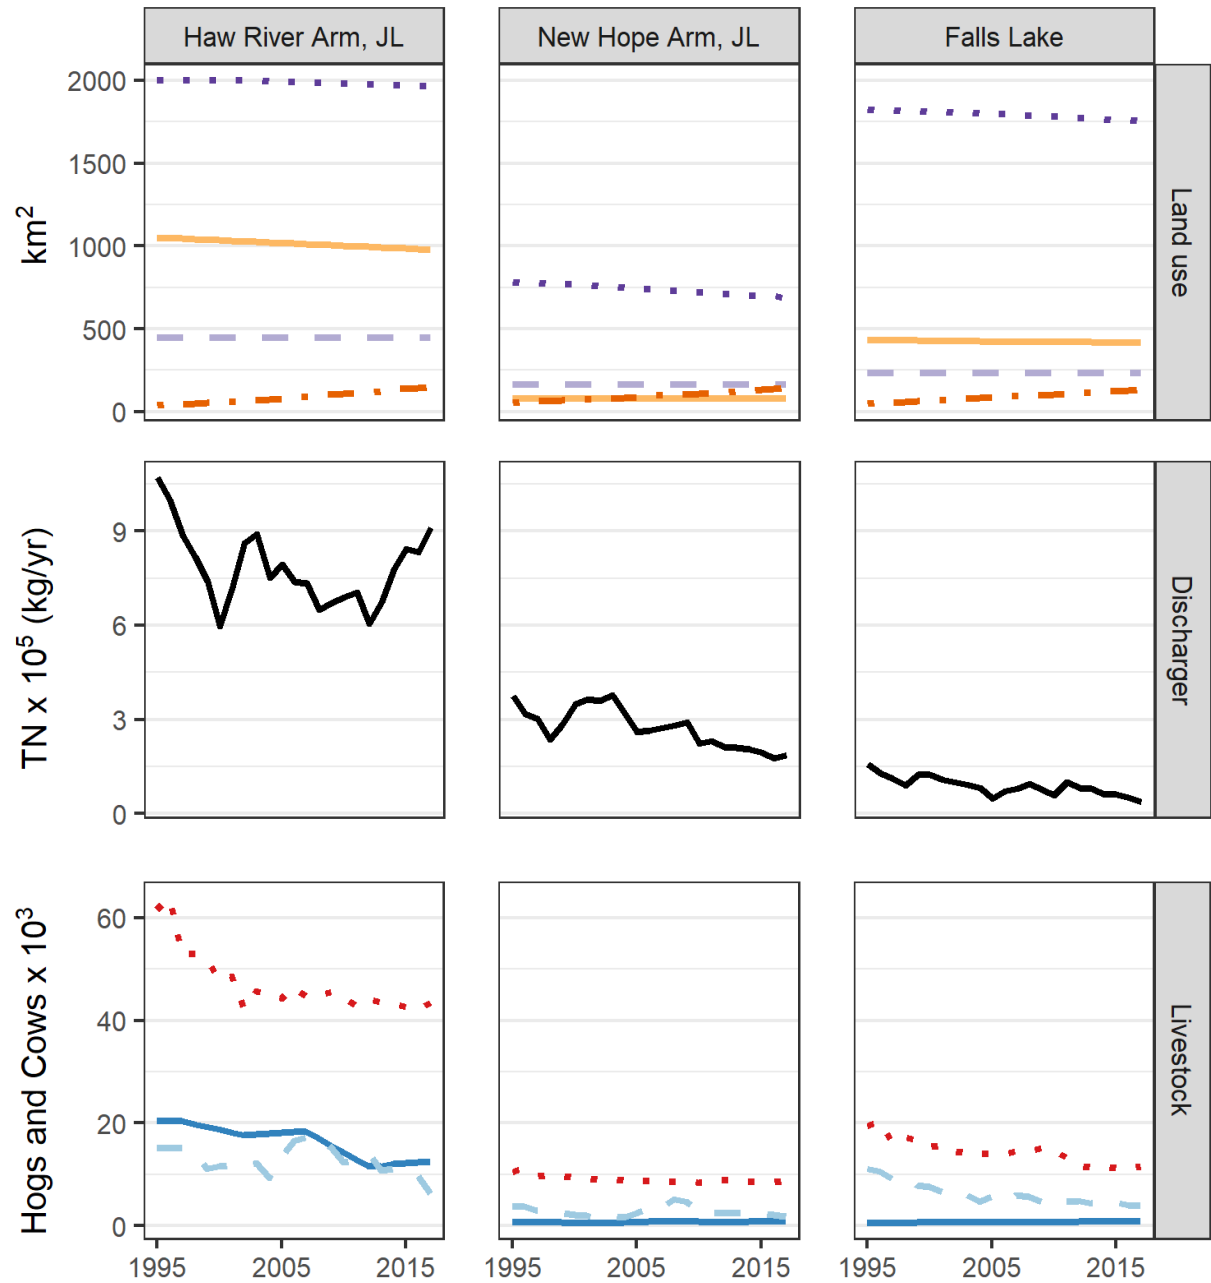 Haw River Arm, JL
New Hope Arm, JL
Falls Lake
km²
2000
1500
1000
500
0
Land use
TN x 10⁵ (kg/yr)
9
6
3
0
Discharger
Hogs and Cows x 10³
60
40
20
0
Livestock
1995 2005 2015
1995 2005 2015
1995 2005 2015